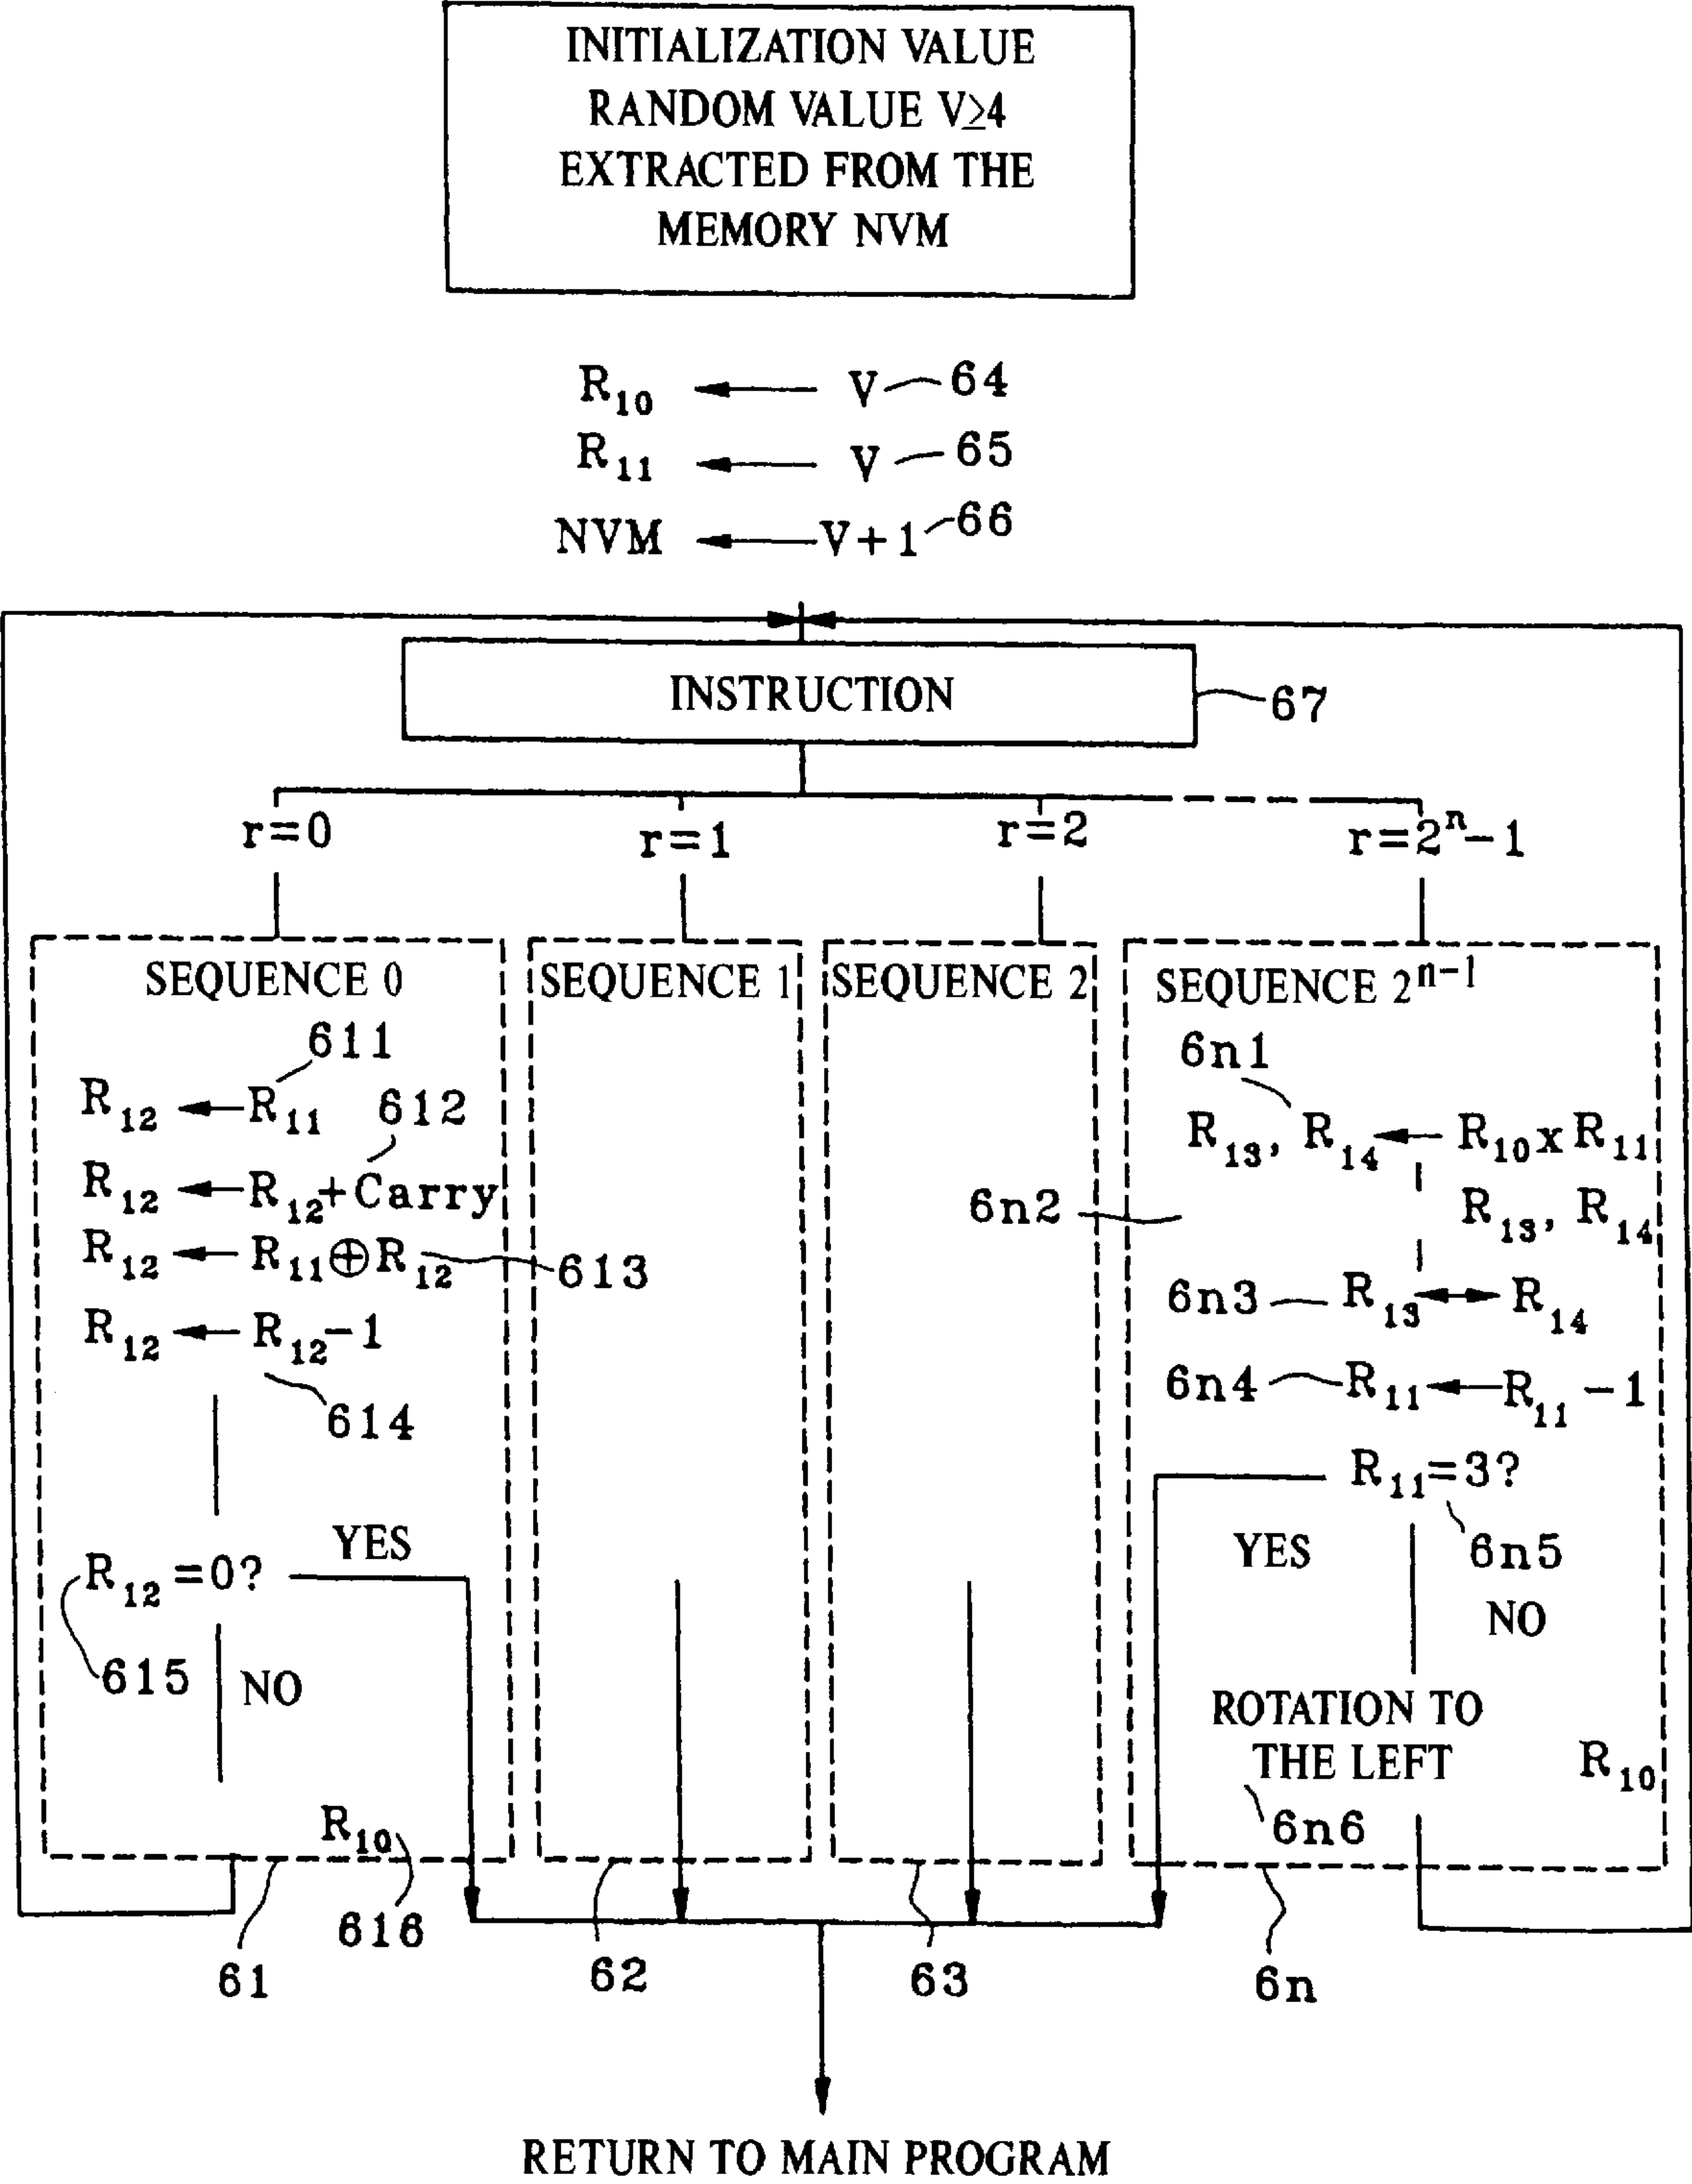 INITIALIZATION VALUE
RANDOM VALUE V≥4
EXTRACTED FROM THE
MEMORY NVM
R10 ← V 64
R11 ← V 65
NVM ← V+1 66
INSTRUCTION 67
r=0 r=1 r=2 r=2^n-1
SEQUENCE 0
611
R12 ← R11
612
R12 ← R12+Carry
R12 ← R11⊕R12 613
R12 ← R12-1
614
R12=0? YES
615
NO
R10
616
61
SEQUENCE 1
62
SEQUENCE 2
63
SEQUENCE 2^n-1
6n1
R13, R14 ← R10xR11
6n2 R13, R14
6n3 R13 ↔ R14
6n4 R11 ← R11-1
R11=3?
YES 6n5
NO
ROTATION TO
THE LEFT R10
6n6
6n
RETURN TO MAIN PROGRAM